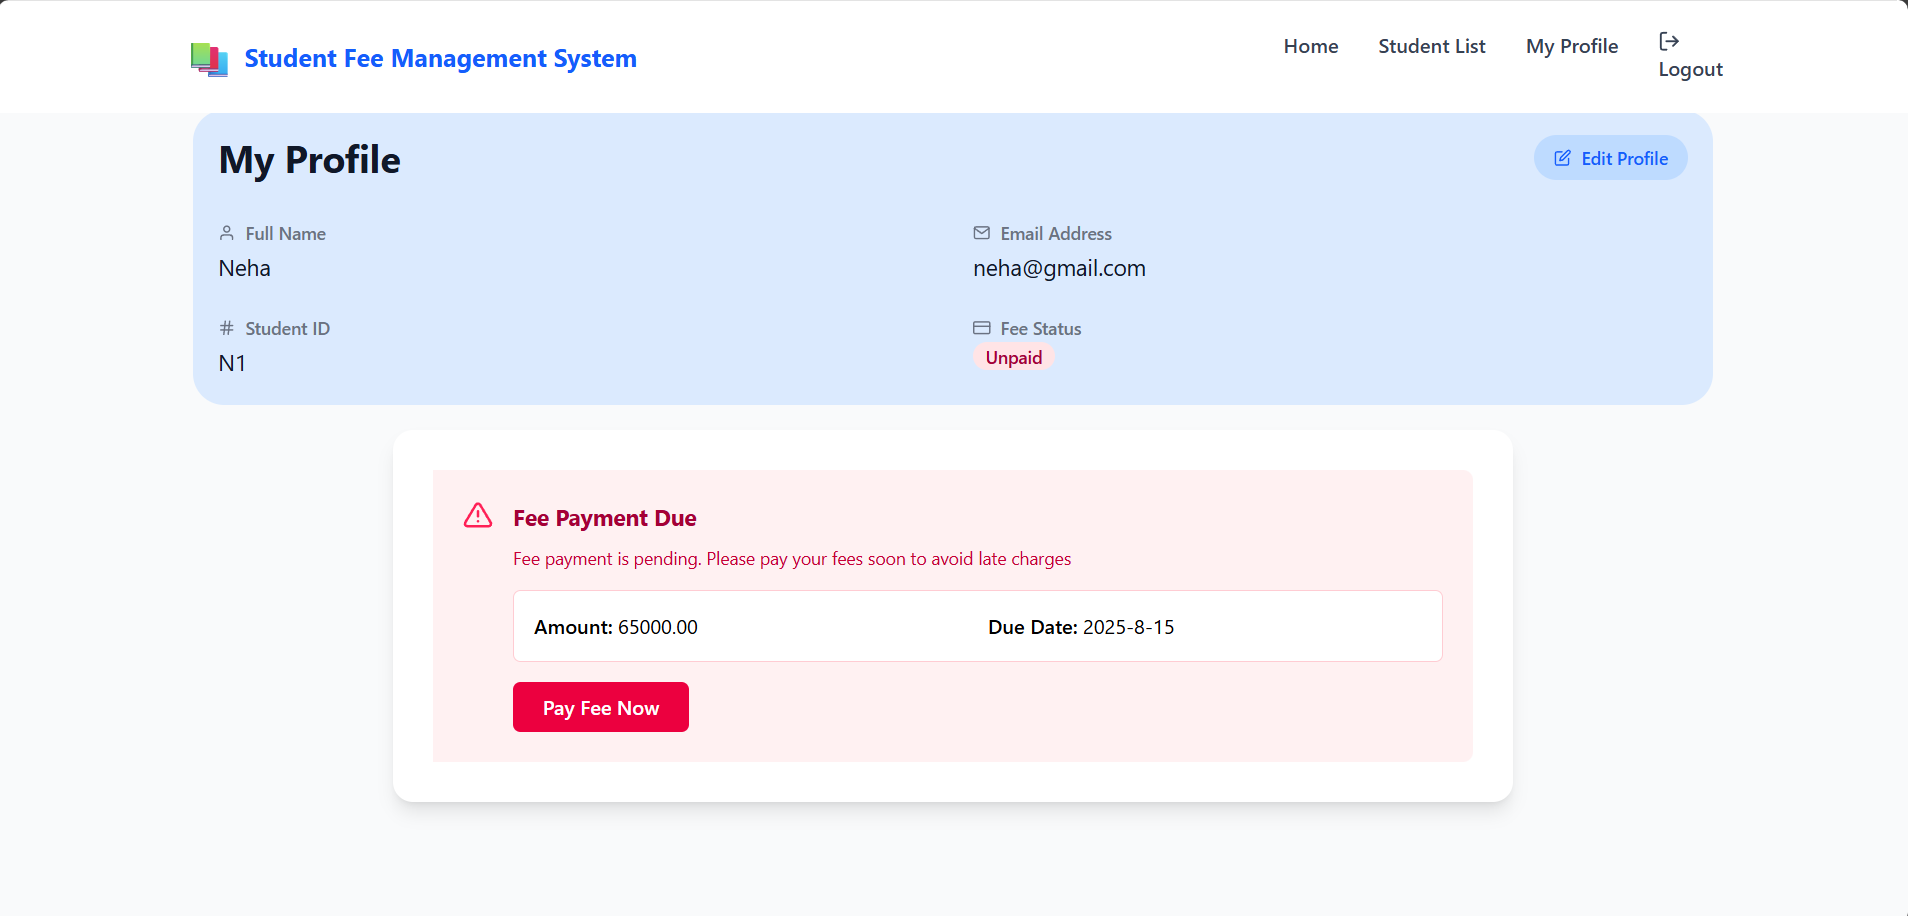 Student Fee Management System
Home
Student List
My Profile
Logout
My Profile
Edit Profile
Full Name
Neha
Email Address
neha@gmail.com
# Student ID
N1
Fee Status
Unpaid
Fee Payment Due
Fee payment is pending. Please pay your fees soon to avoid late charges
Amount: 65000.00
Due Date: 2025-8-15
Pay Fee Now